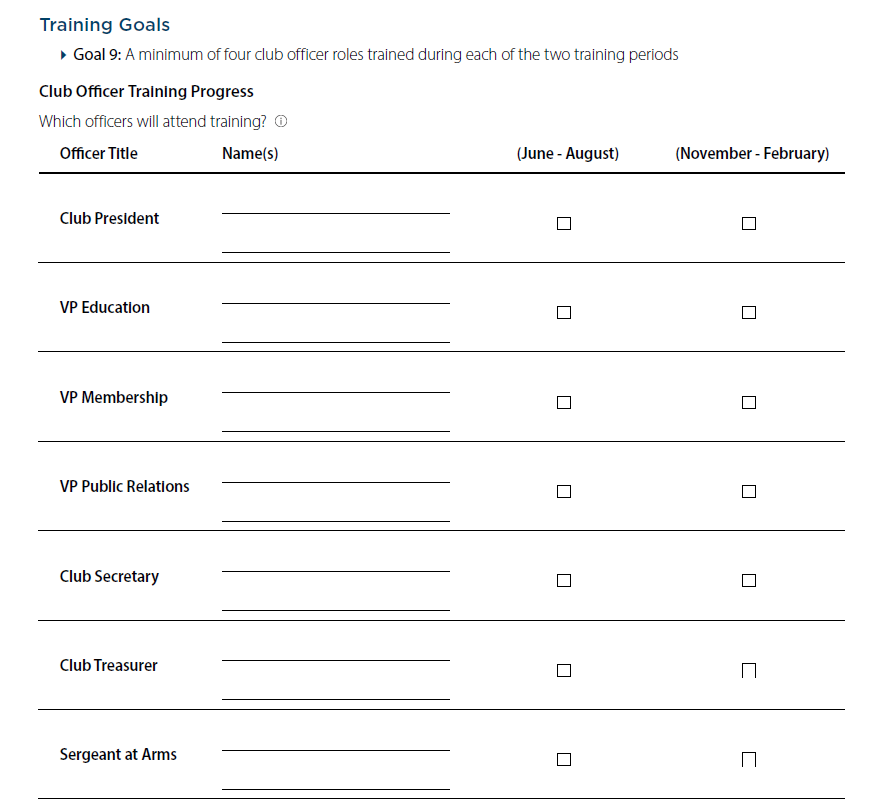 Training Goals
Goal 9: A minimum of four club officer roles trained during each of the two training periods
Club Officer Training Progress
Which officers will attend training? ⓘ
Officer Title Name(s) (June - August) (November - February)
Club President
VP Education
VP Membership
VP Public Relations
Club Secretary
Club Treasurer
Sergeant at Arms